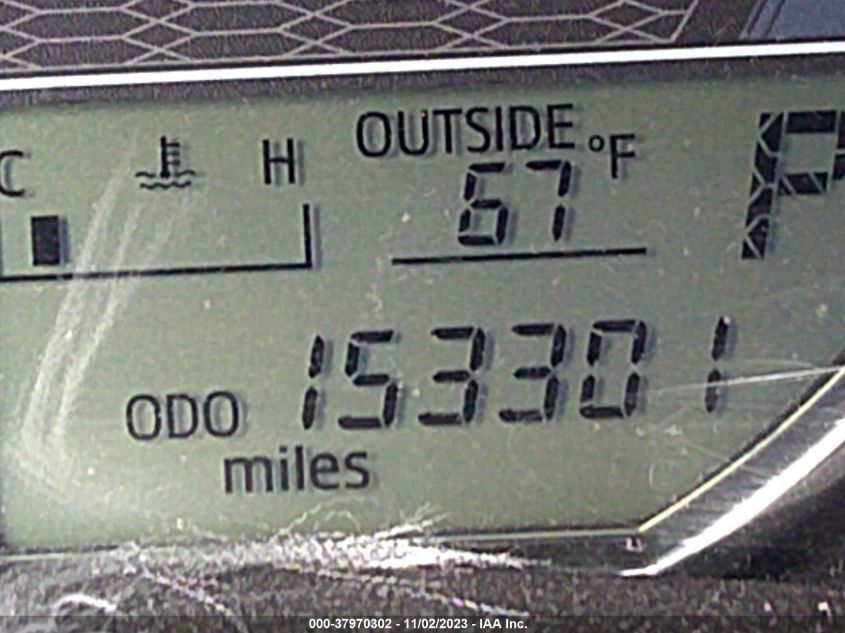 OUTSIDE °F
C H
67
P
ODO 153301
miles
000-37970302 - 11/02/2023 - IAA Inc.